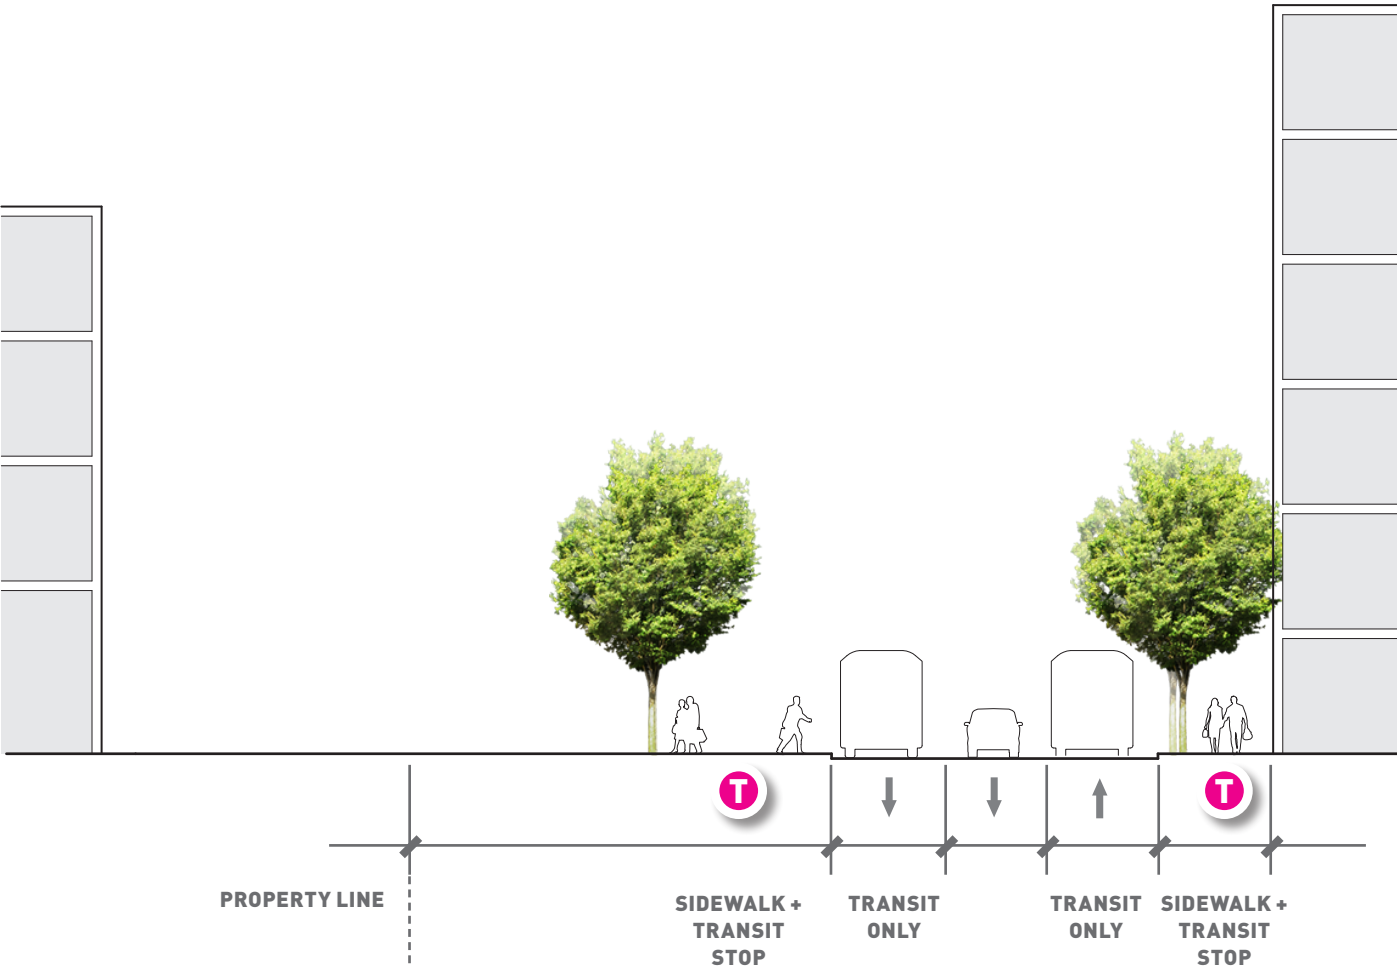 T
T
PROPERTY LINE
SIDEWALK +
TRANSIT
STOP
TRANSIT
ONLY
TRANSIT
ONLY
SIDEWALK +
TRANSIT
STOP